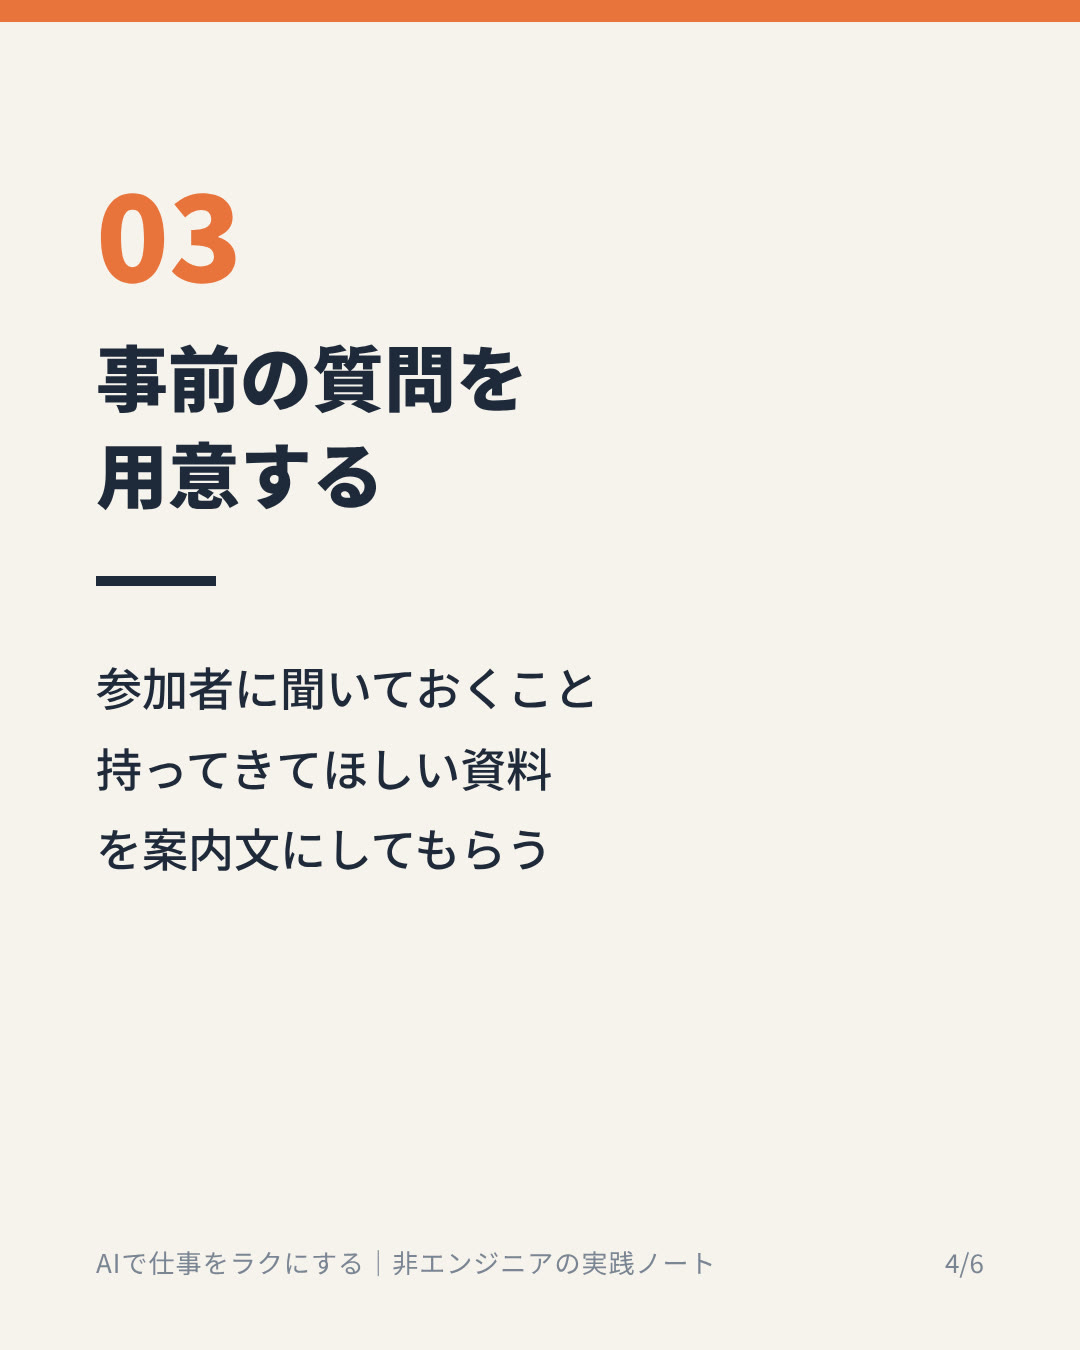 03
事前の質問を
用意する
参加者に聞いておくこと
持ってきてほしい資料
を案内文にしてもらう
AIで仕事をラクにする｜非エンジニアの実践ノート
4/6